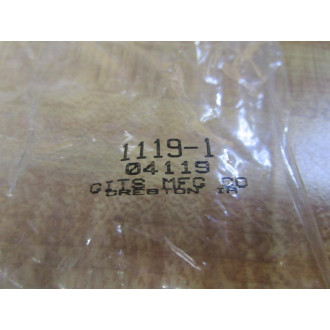 1119-1
04119
GITS MFG CO
CRESTON IA